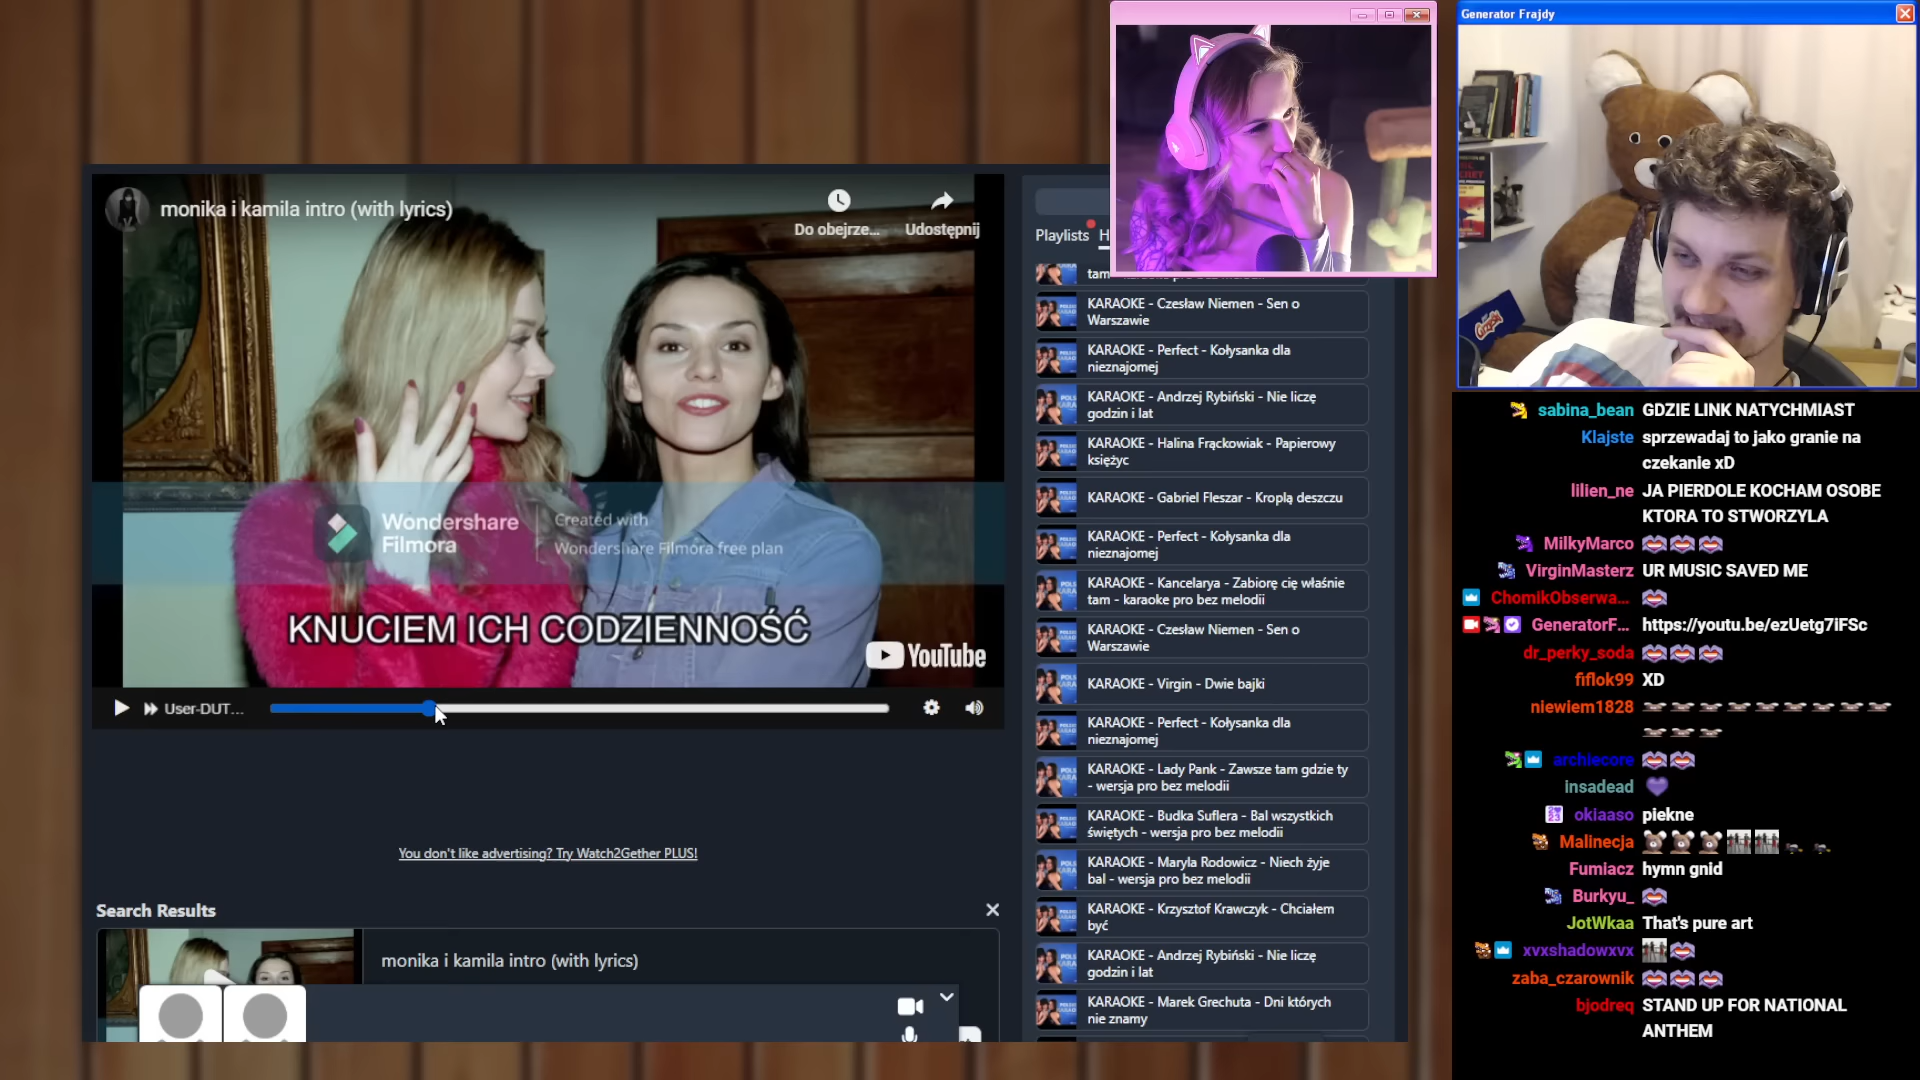 Generator Frajdy
monika i kamila intro (with lyrics)
Do obejrze...
Udostępnij
Wondershare
Filmora
Created with
Wondershare Filmora free plan
KNUCIEM ICH CODZIENNOŚĆ
YouTube
User-DUT...
You don't like advertising? Try Watch2Gether PLUS!
Search Results
monika i kamila intro (with lyrics)
Playlists
H
KARAOKE - Czesław Niemen - Sen o
Warszawie
KARAOKE - Perfect - Kołysanka dla
nieznajomej
KARAOKE - Andrzej Rybiński - Nie liczę
godzin i lat
KARAOKE - Halina Frąckowiak - Papierowy
księżyc
KARAOKE - Gabriel Fleszar - Kroplą deszczu
KARAOKE - Perfect - Kołysanka dla
nieznajomej
KARAOKE - Kancelarya - Zabiorę cię właśnie
tam - karaoke pro bez melodii
KARAOKE - Czesław Niemen - Sen o
Warszawie
KARAOKE - Virgin - Dwie bajki
KARAOKE - Perfect - Kołysanka dla
nieznajomej
KARAOKE - Lady Pank - Zawsze tam gdzie ty
- wersja pro bez melodii
KARAOKE - Budka Suflera - Bal wszystkich
świętych - wersja pro bez melodii
KARAOKE - Maryla Rodowicz - Niech żyje
bal - wersja pro bez melodii
KARAOKE - Krzysztof Krawczyk - Chciałem
być
KARAOKE - Andrzej Rybiński - Nie liczę
godzin i lat
KARAOKE - Marek Grechuta - Dni których
nie znamy
sabina_bean GDZIE LINK NATYCHMIAST
Klajste sprzewadaj to jako granie na
czekanie xD
lilien_ne JA PIERDOLE KOCHAM OSOBE
KTORA TO STWORZYLA
MilkyMarco
VirginMasterz UR MUSIC SAVED ME
ChomikObserwa...
GeneratorF... https://youtu.be/ezUetg7iFSc
dr_perky_soda
fiflok99 XD
niewiem1828
archiecore
insadead
okiaaso piekne
Malinecja
Fumiacz hymn gnid
Burkyu_
JotWkaa That's pure art
xvxshadowxvx
zaba_czarownik
bjodreq STAND UP FOR NATIONAL
ANTHEM